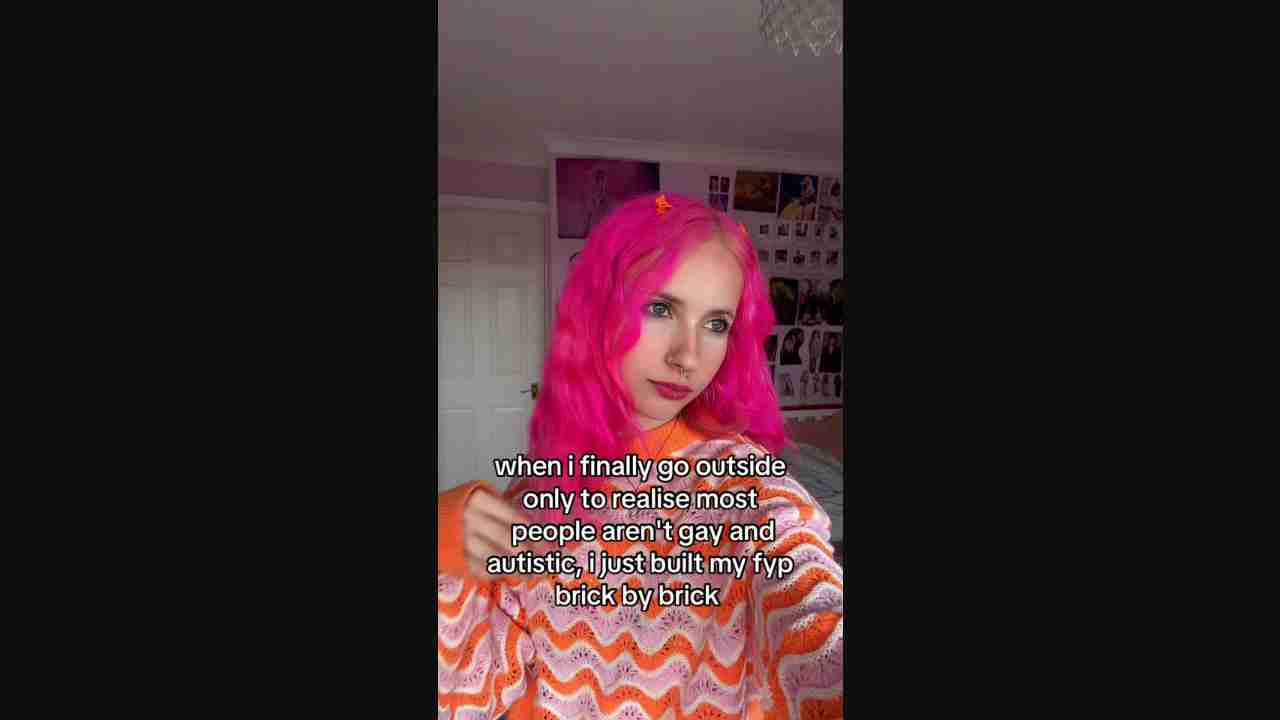 when i finally go outside
only to realise most
people aren't gay and
autistic, i just built my fyp
brick by brick